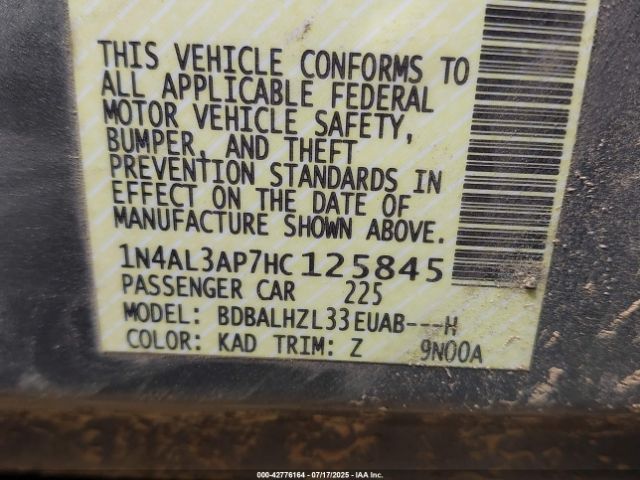 THIS VEHICLE CONFORMS TO
ALL APPLICABLE FEDERAL
MOTOR VEHICLE SAFETY,
BUMPER, AND THEFT
PREVENTION STANDARDS IN
EFFECT ON THE DATE OF
MANUFACTURE SHOWN ABOVE.
1N4AL3AP7HC125845
PASSENGER CAR 225
MODEL: BDBALHZL33EUAB---H
COLOR: KAD TRIM: Z 9N00A
000-42776164 - 07/17/2025 - IAA Inc.